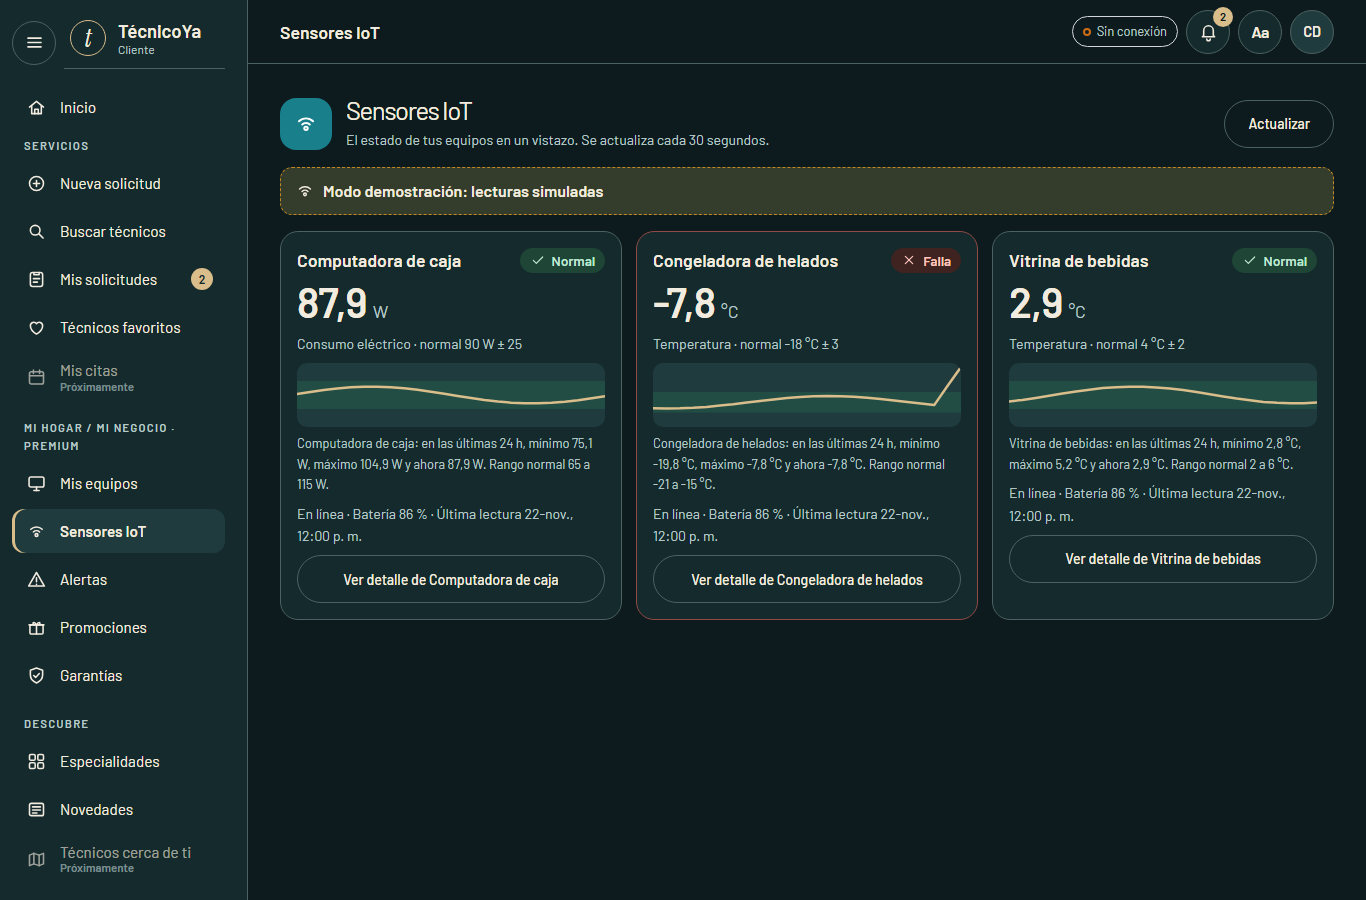 t
TécnicoYa
Cliente
Inicio
SERVICIOS
Nueva solicitud
Buscar técnicos
Mis solicitudes
2
Técnicos favoritos
Mis citas
Próximamente
MI HOGAR / MI NEGOCIO ·
PREMIUM
Mis equipos
Sensores IoT
Alertas
Promociones
Garantías
DESCUBRE
Especialidades
Novedades
Técnicos cerca de ti
Próximamente
Sensores IoT
Sin conexión
2
Aa
CD
Sensores IoT
El estado de tus equipos en un vistazo. Se actualiza cada 30 segundos.
Actualizar
Modo demostración: lecturas simuladas
Computadora de caja
Normal
87,9 W
Consumo eléctrico · normal 90 W ± 25
Computadora de caja: en las últimas 24 h, mínimo 75,1
W, máximo 104,9 W y ahora 87,9 W. Rango normal 65 a
115 W.
En línea · Batería 86 % · Última lectura 22-nov.,
12:00 p. m.
Ver detalle de Computadora de caja
Congeladora de helados
Falla
-7,8 °C
Temperatura · normal -18 °C ± 3
Congeladora de helados: en las últimas 24 h, mínimo
-19,8 °C, máximo -7,8 °C y ahora -7,8 °C. Rango normal
-21 a -15 °C.
En línea · Batería 86 % · Última lectura 22-nov.,
12:00 p. m.
Ver detalle de Congeladora de helados
Vitrina de bebidas
Normal
2,9 °C
Temperatura · normal 4 °C ± 2
Vitrina de bebidas: en las últimas 24 h, mínimo 2,8 °C,
máximo 5,2 °C y ahora 2,9 °C. Rango normal 2 a 6 °C.
En línea · Batería 86 % · Última lectura 22-nov.,
12:00 p. m.
Ver detalle de Vitrina de bebidas